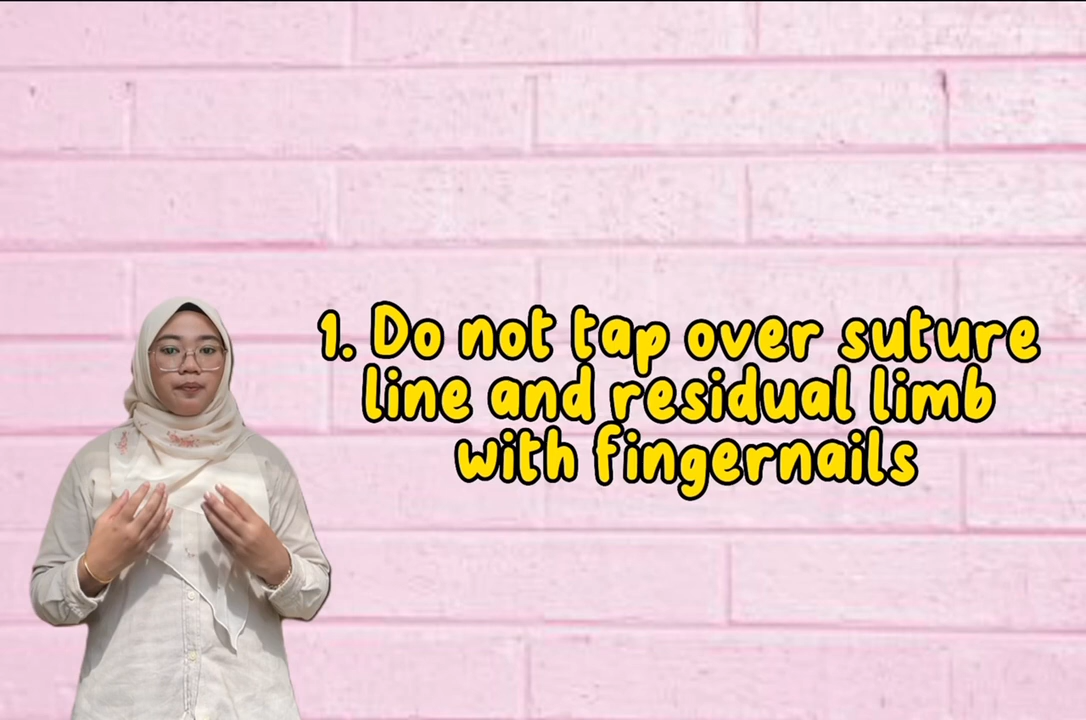 1. Do not tap over suture
line and residual limb
with fingernails